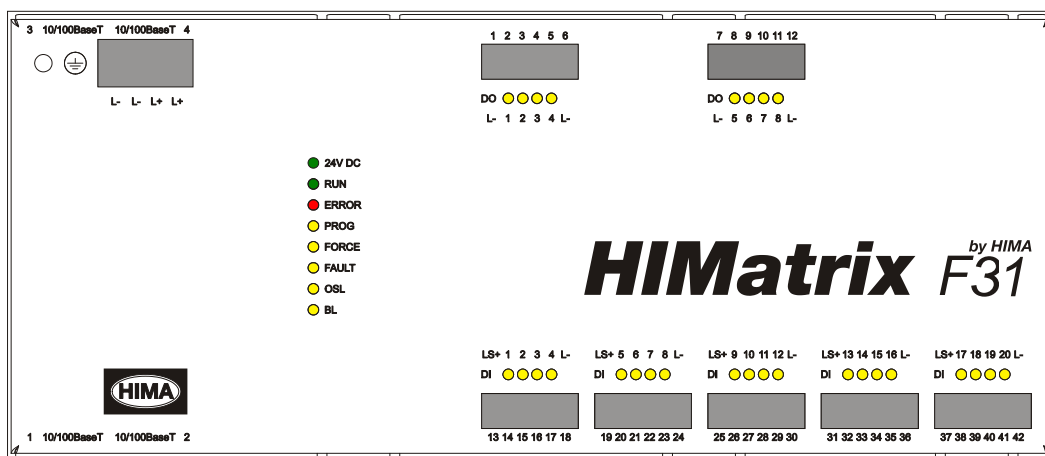 3 10/100BaseT 10/100BaseT 4
L- L- L+ L+
1 2 3 4 5 6
DO
L- 1 2 3 4 L-
7 8 9 10 11 12
DO
L- 5 6 7 8 L-
24V DC
RUN
ERROR
PROG
FORCE
FAULT
OSL
BL
by HIMA
HIMatrix F31
LS+ 1 2 3 4 L-
DI
13 14 15 16 17 18
LS+ 5 6 7 8 L-
DI
19 20 21 22 23 24
LS+ 9 10 11 12 L-
DI
25 26 27 28 29 30
LS+ 13 14 15 16 L-
DI
31 32 33 34 35 36
LS+ 17 18 19 20 L-
DI
37 38 39 40 41 42
HIMA
1 10/100BaseT 10/100BaseT 2